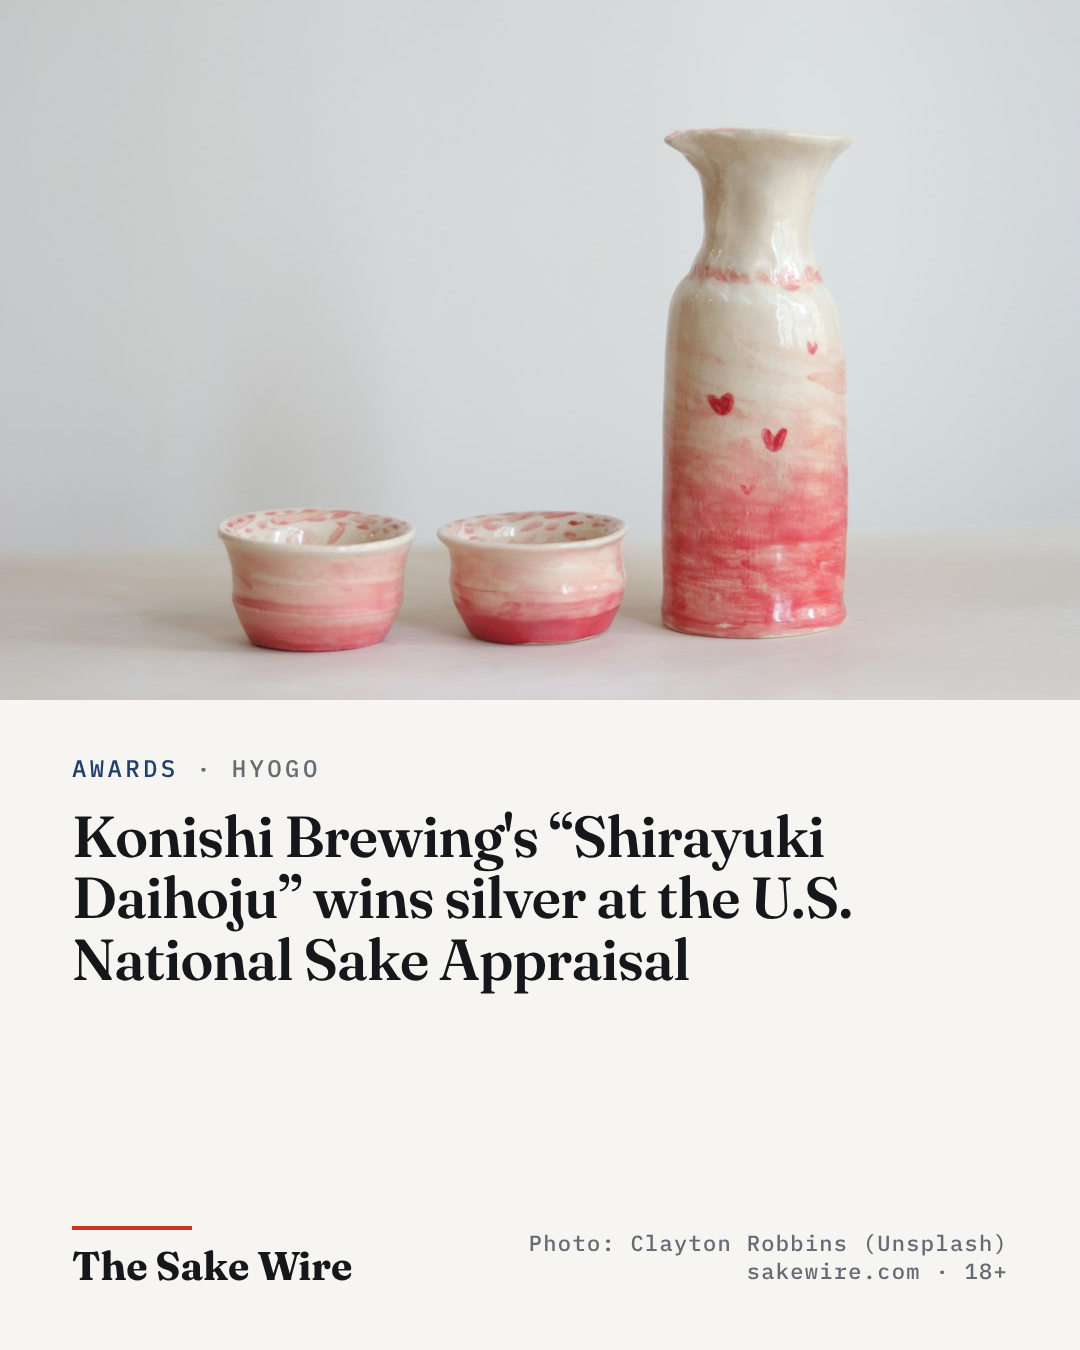 AWARDS · HYOGO
Konishi Brewing's “Shirayuki
Daihoju” wins silver at the U.S.
National Sake Appraisal
The Sake Wire
Photo: Clayton Robbins (Unsplash)
sakewire.com · 18+